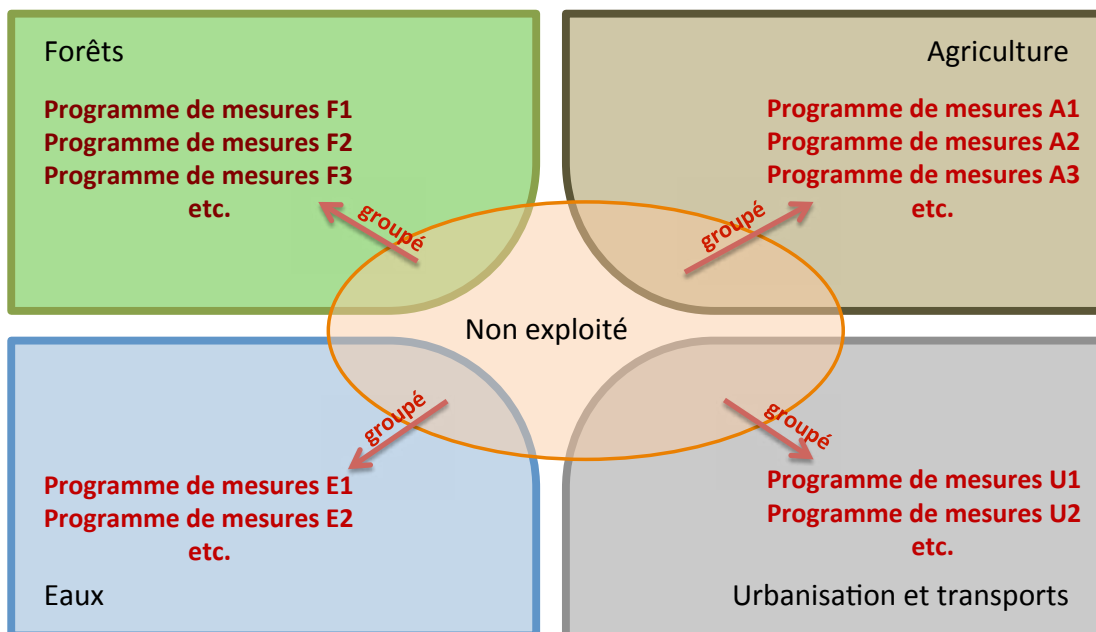 Forêts
Programme de mesures F1
Programme de mesures F2
Programme de mesures F3
etc.
groupé
Agriculture
Programme de mesures A1
Programme de mesures A2
Programme de mesures A3
etc.
groupé
Non exploité
groupé
Programme de mesures E1
Programme de mesures E2
etc.
Eaux
groupé
Programme de mesures U1
Programme de mesures U2
etc.
Urbanisation et transports